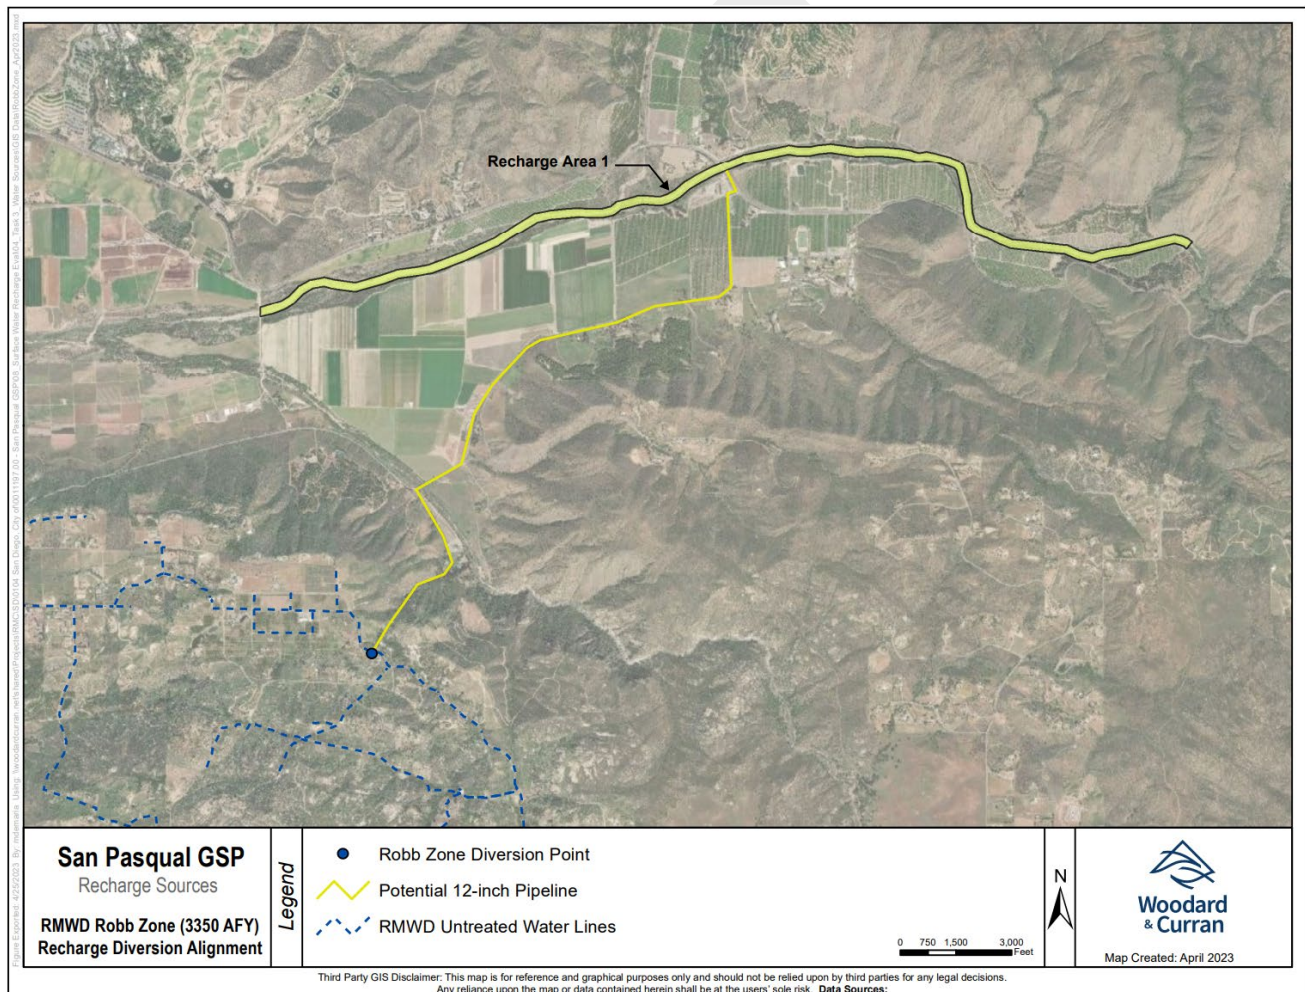 Recharge Area 1
San Pasqual GSP
Recharge Sources
RMWD Robb Zone (3350 AFY)
Recharge Diversion Alignment
Legend
Robb Zone Diversion Point
Potential 12-inch Pipeline
RMWD Untreated Water Lines
0 750 1,500 3,000
Feet
N
Woodard
& Curran
Map Created: April 2023
Third Party GIS Disclaimer: This map is for reference and graphical purposes only and should not be relied upon by third parties for any legal decisions.
Any reliance upon the map or data contained herein shall be at the users' sole risk. Data Sources: